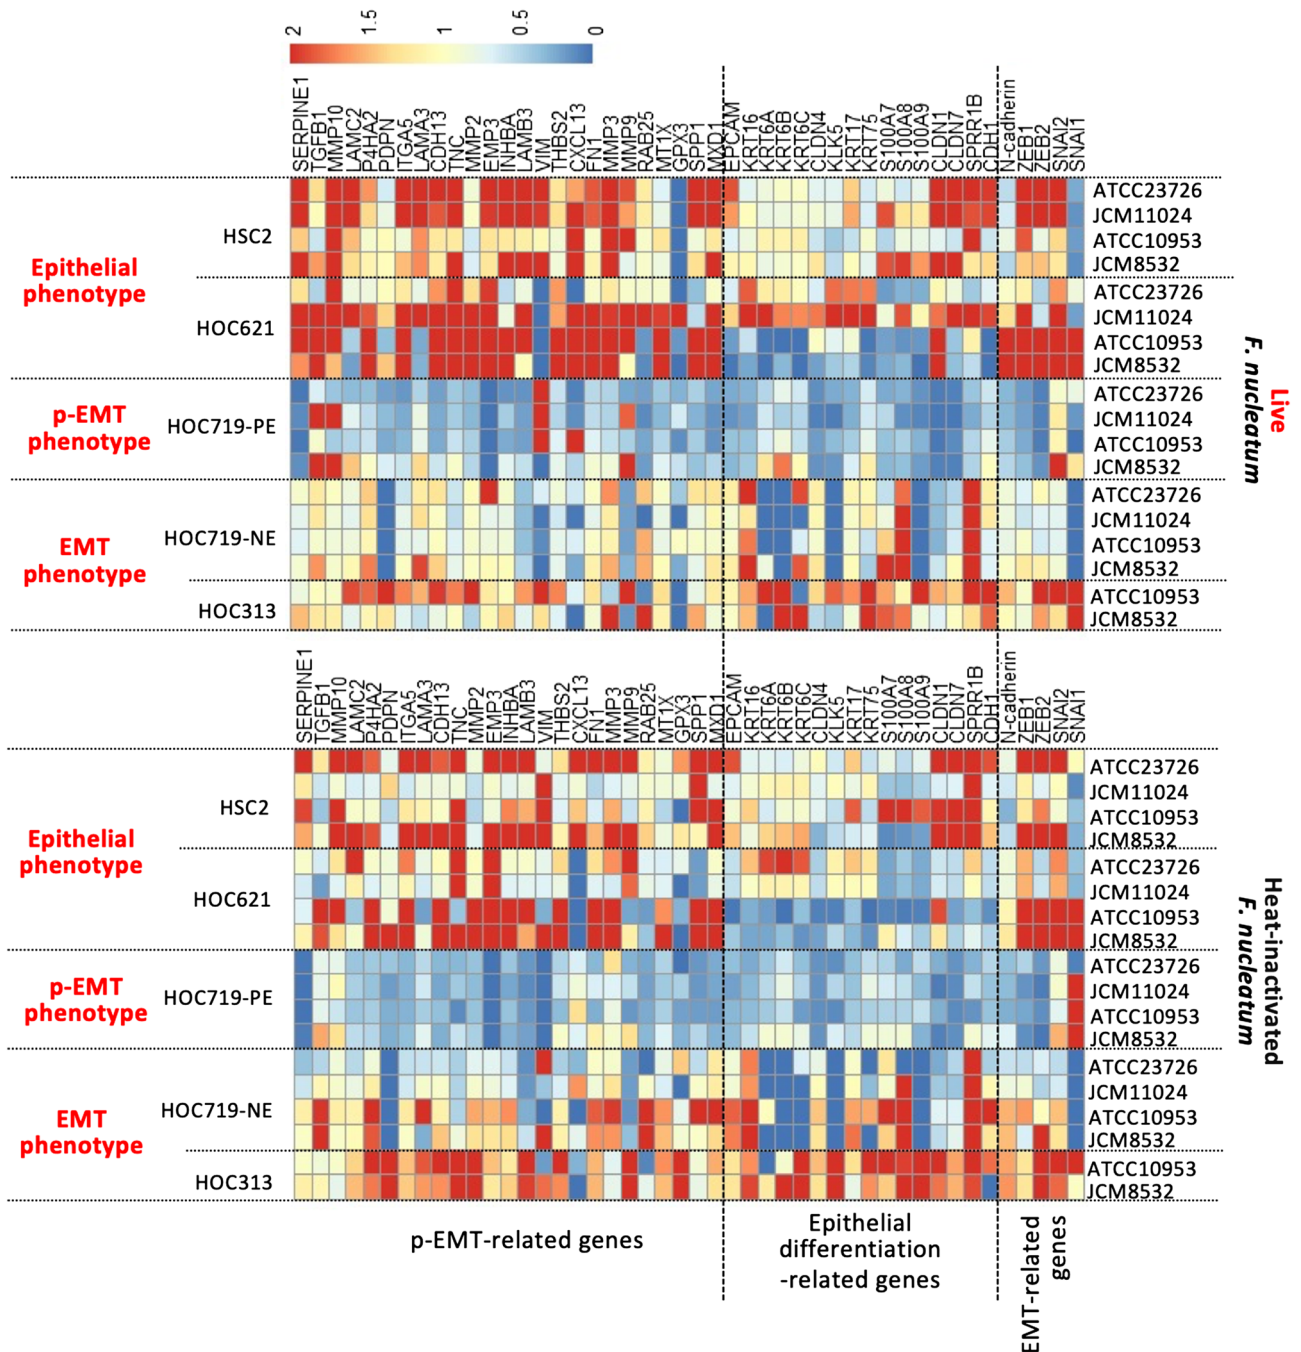 2 1.5 1 0.5 0
SERPINE1 TGFB1 MMP10 LAMC2 P4HA2 PDPN ITGA5 LAMA3 CDH13 TNC MMP2 EMP3 INHBA LAMB3 VIM THBS2 CXCL13 FN1 MMP3 MMP9 RAB25 MT1X GPX3 SPP1 MXD1 EPCAM KRT16 KRT6A KRT6B KRT6C CLDN4 KLK5 KRT17 KRT75 S100A7 S100A8 S100A9 CLDN1 CLDN7 SPRR1B CDH1 N-cadherin ZEB1 ZEB2 SNAI2 SNAI1
Epithelial
phenotype
HSC2
ATCC23726
JCM11024
ATCC10953
JCM8532
HOC621
ATCC23726
JCM11024
ATCC10953
JCM8532
p-EMT
phenotype
HOC719-PE
ATCC23726
JCM11024
ATCC10953
JCM8532
EMT
phenotype
HOC719-NE
ATCC23726
JCM11024
ATCC10953
JCM8532
HOC313
ATCC10953
JCM8532
Live
F. nucleatum
SERPINE1 TGFB1 MMP10 LAMC2 P4HA2 PDPN ITGA5 LAMA3 CDH13 TNC MMP2 EMP3 INHBA LAMB3 VIM THBS2 CXCL13 FN1 MMP3 MMP9 RAB25 MT1X GPX3 SPP1 MXD1 EPCAM KRT16 KRT6A KRT6B KRT6C CLDN4 KLK5 KRT17 KRT75 S100A7 S100A8 S100A9 CLDN1 CLDN7 SPRR1B CDH1 N-cadherin ZEB1 ZEB2 SNAI2 SNAI1
Epithelial
phenotype
HSC2
ATCC23726
JCM11024
ATCC10953
JCM8532
HOC621
ATCC23726
JCM11024
ATCC10953
JCM8532
p-EMT
phenotype
HOC719-PE
ATCC23726
JCM11024
ATCC10953
JCM8532
EMT
phenotype
HOC719-NE
ATCC23726
JCM11024
ATCC10953
JCM8532
HOC313
ATCC10953
JCM8532
Heat-inactivated
F. nucleatum
p-EMT-related genes
Epithelial
differentiation
-related genes
EMT-related
genes